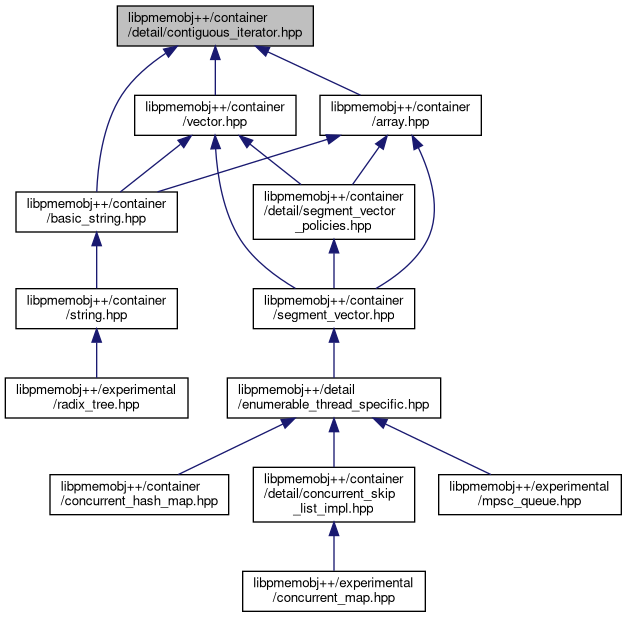 libpmemobj++/container
/detail/contiguous_iterator.hpp
libpmemobj++/container
/vector.hpp
libpmemobj++/container
/array.hpp
libpmemobj++/container
/basic_string.hpp
libpmemobj++/container
/detail/segment_vector
_policies.hpp
libpmemobj++/container
/string.hpp
libpmemobj++/container
/segment_vector.hpp
libpmemobj++/experimental
/radix_tree.hpp
libpmemobj++/detail
/enumerable_thread_specific.hpp
libpmemobj++/container
/concurrent_hash_map.hpp
libpmemobj++/container
/detail/concurrent_skip
_list_impl.hpp
libpmemobj++/experimental
/mpsc_queue.hpp
libpmemobj++/experimental
/concurrent_map.hpp